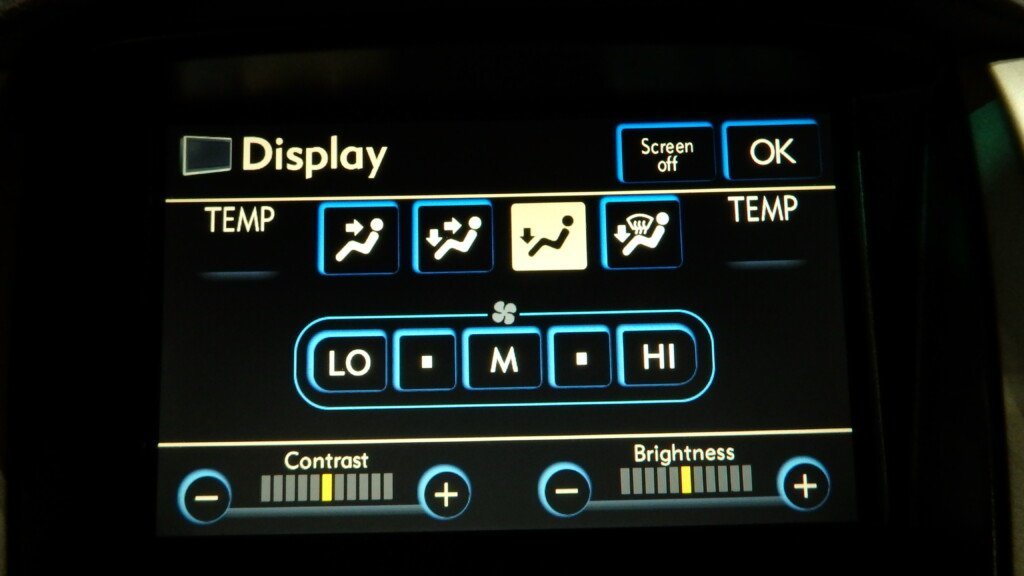 Display
Screen
off
OK
TEMP
TEMP
LO
M
HI
Contrast
Brightness
− +
− +